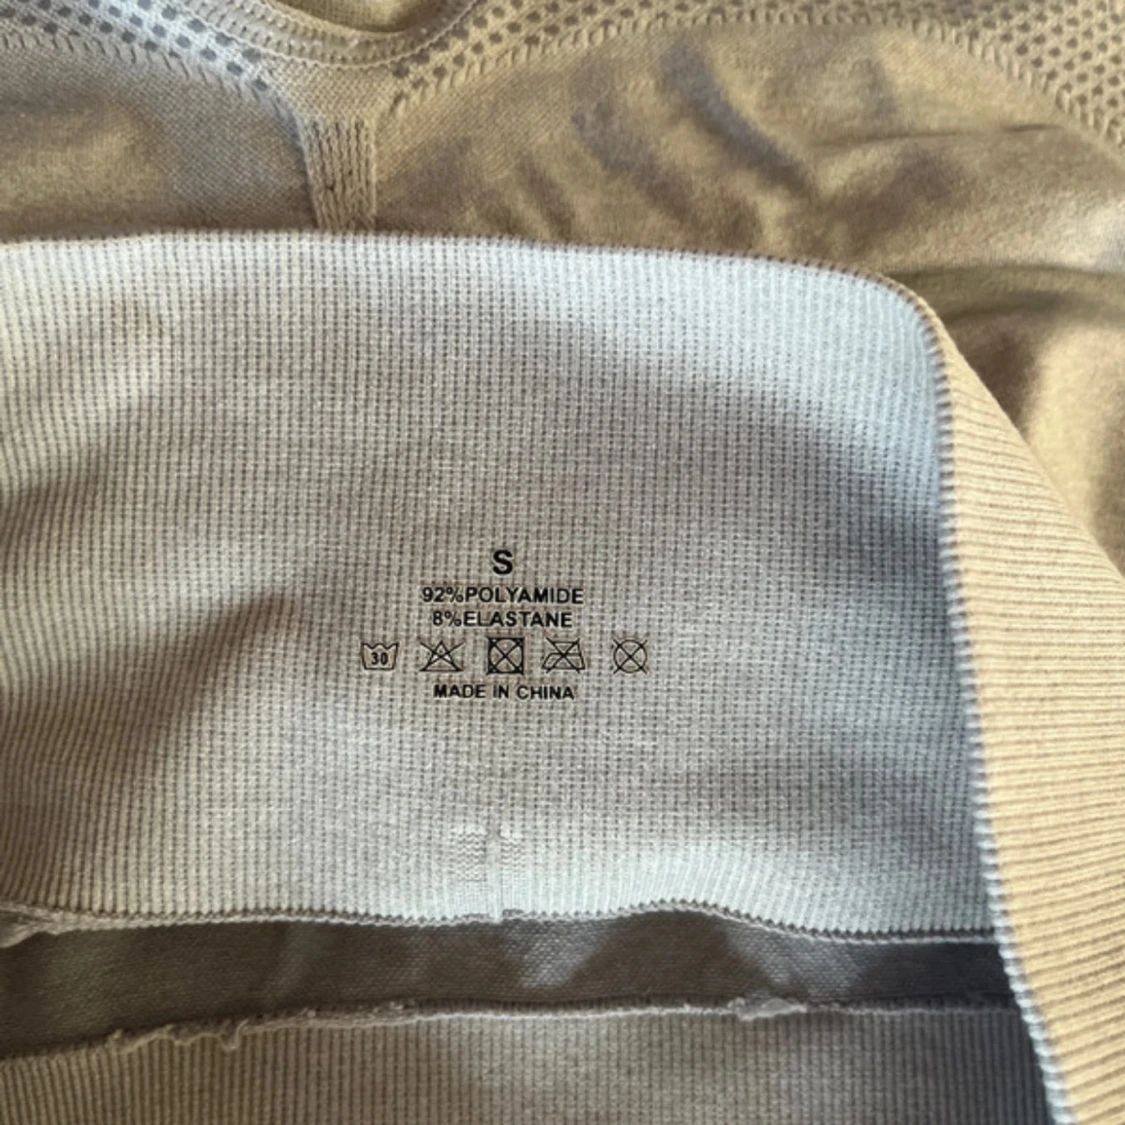 S
92%POLYAMIDE
8%ELASTANE
30
MADE IN CHINA